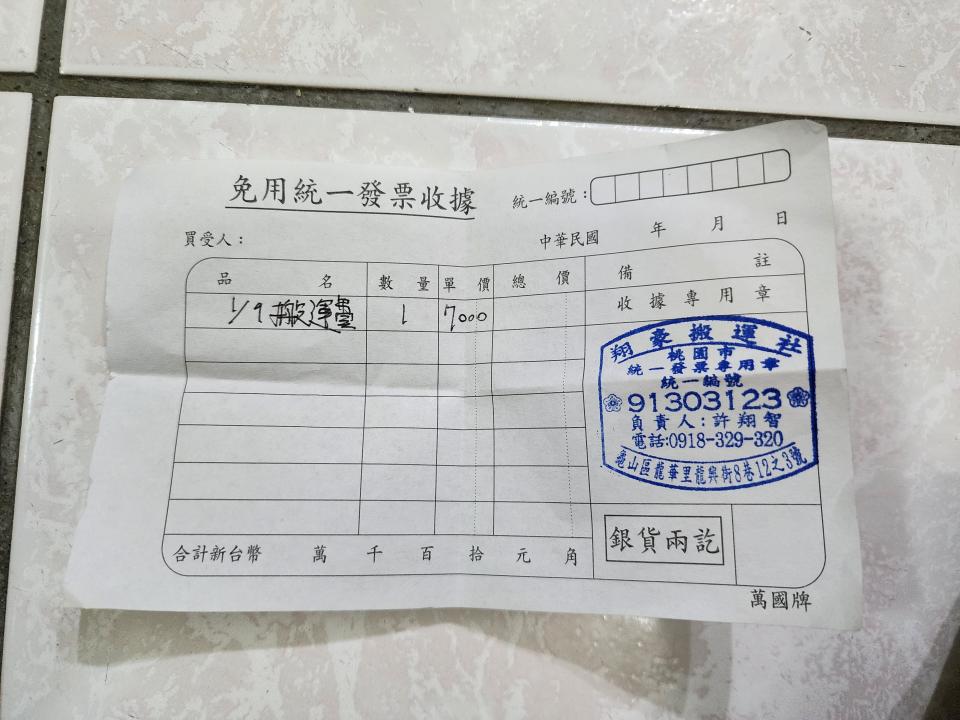 免用統一發票收據
統一編號：
買受人：
中華民國 年 月 日
品名 數量 單價 總價 備註
1/9 搬運 1 7000
收據專用章
翔豪搬運社
桃園市
統一發票專用章
統一編號
91303123
負責人：許翔智
電話:0918-329-320
龜山區龍華里龍興街8巷12之3號
合計新台幣 萬 千 百 拾 元 角
銀貨兩訖
萬國牌